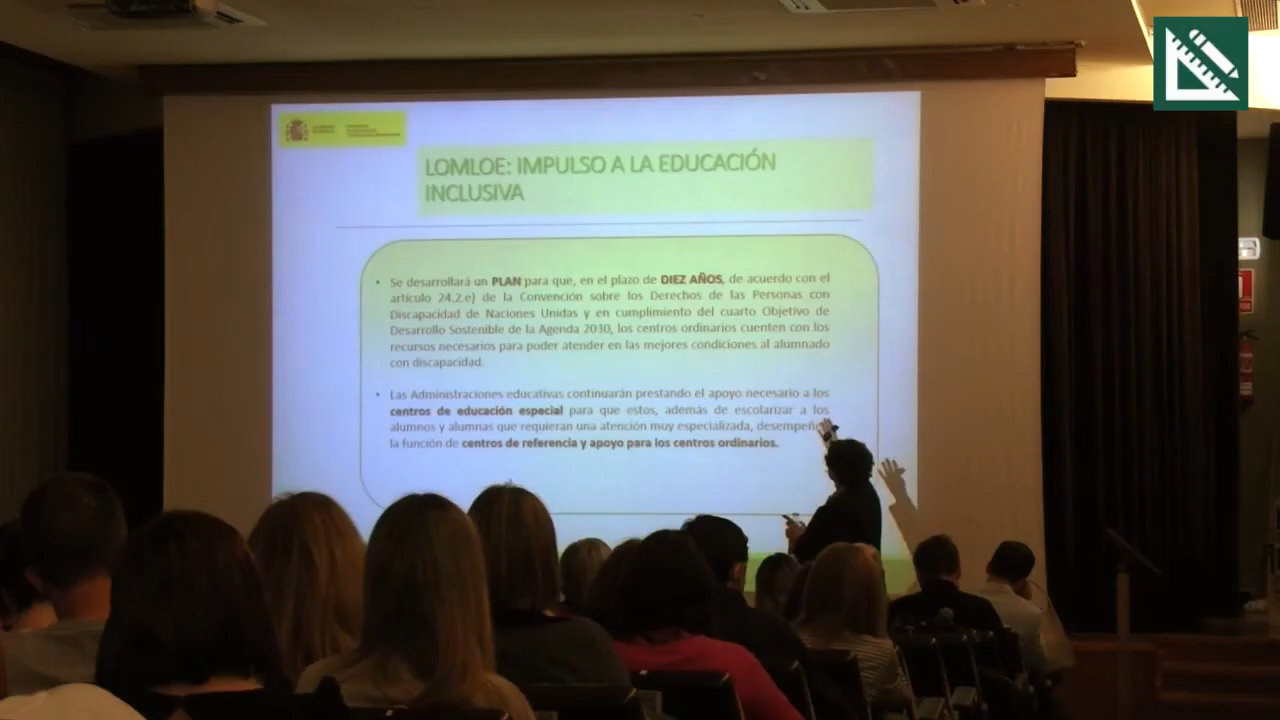 LOMLOE: IMPULSO A LA EDUCACIÓN
INCLUSIVA
• Se desarrollará un PLAN para que, en el plazo de DIEZ AÑOS, de acuerdo con el
artículo 24.2.e) de la Convención sobre los Derechos de las Personas con
Discapacidad de Naciones Unidas y en cumplimiento del cuarto Objetivo de
Desarrollo Sostenible de la Agenda 2030, los centros ordinarios cuenten con los
recursos necesarios para poder atender en las mejores condiciones al alumnado
con discapacidad.
• Las Administraciones educativas continuarán prestando el apoyo necesario a los
centros de educación especial para que estos, además de escolarizar a los
alumnos y alumnas que requieran una atención muy especializada, desempeñ
la función de centros de referencia y apoyo para los centros ordinarios.